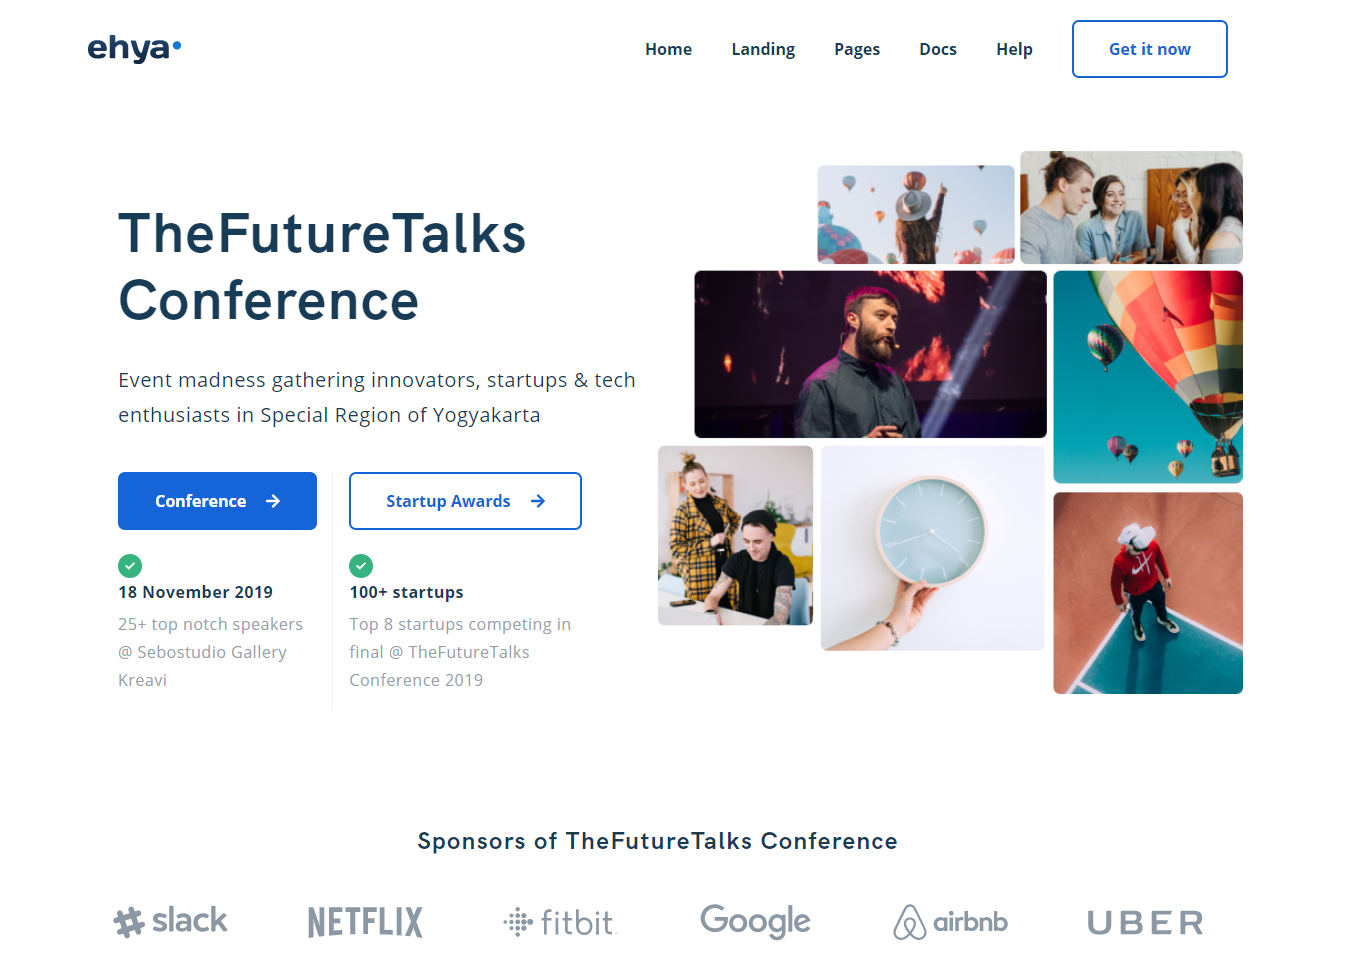 ehya
Home Landing Pages Docs Help Get it now
TheFutureTalks
Conference
Event madness gathering innovators, startups & tech
enthusiasts in Special Region of Yogyakarta
Conference
Startup Awards
18 November 2019
25+ top notch speakers
@ Sebostudio Gallery
Kreavi
100+ startups
Top 8 startups competing in
final @ TheFutureTalks
Conference 2019
Sponsors of TheFutureTalks Conference
slack NETFLIX fitbit Google airbnb UBER